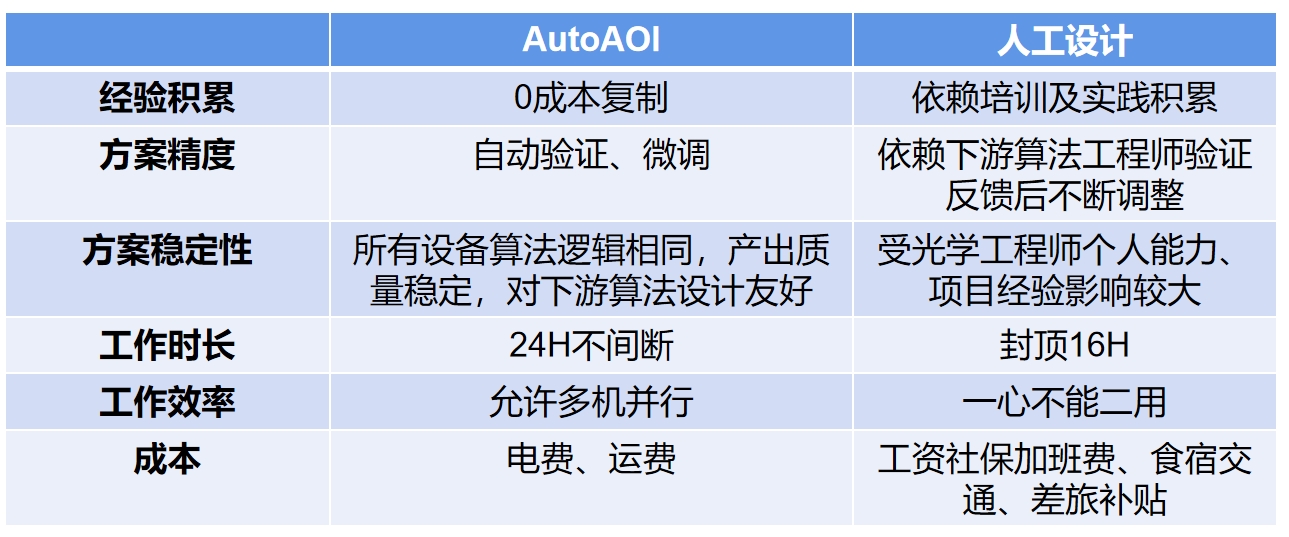 AutoAOI
人工设计
经验积累
0成本复制
依赖培训及实践积累
方案精度
自动验证、微调
依赖下游算法工程师验证
反馈后不断调整
方案稳定性
所有设备算法逻辑相同，产出质
量稳定，对下游算法设计友好
受光学工程师个人能力、
项目经验影响较大
工作时长
24H不间断
封顶16H
工作效率
允许多机并行
一心不能二用
成本
电费、运费
工资社保加班费、食宿交
通、差旅补贴